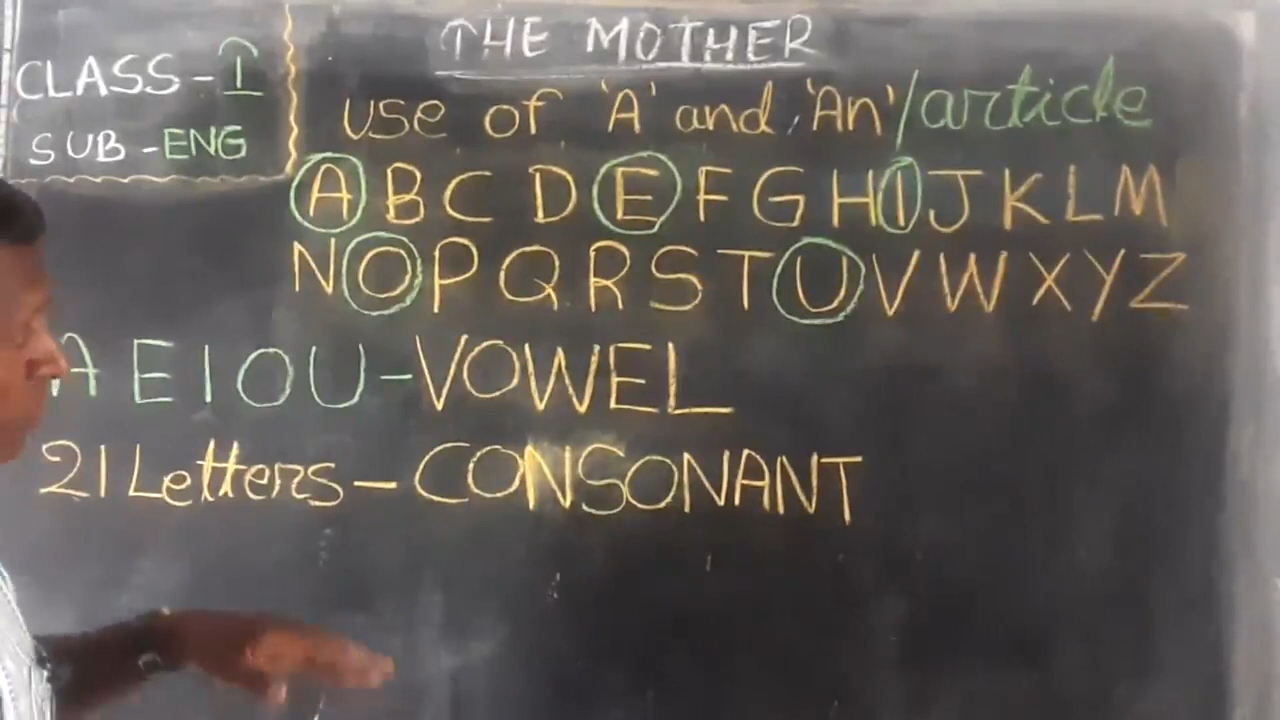 CLASS - I
SUB - ENG
THE MOTHER
use of 'A' and 'An'/article
A B C D E F G H I J K L M
N O P Q R S T U V W X Y Z
A E I O U - VOWEL
21 Letters - CONSONANT